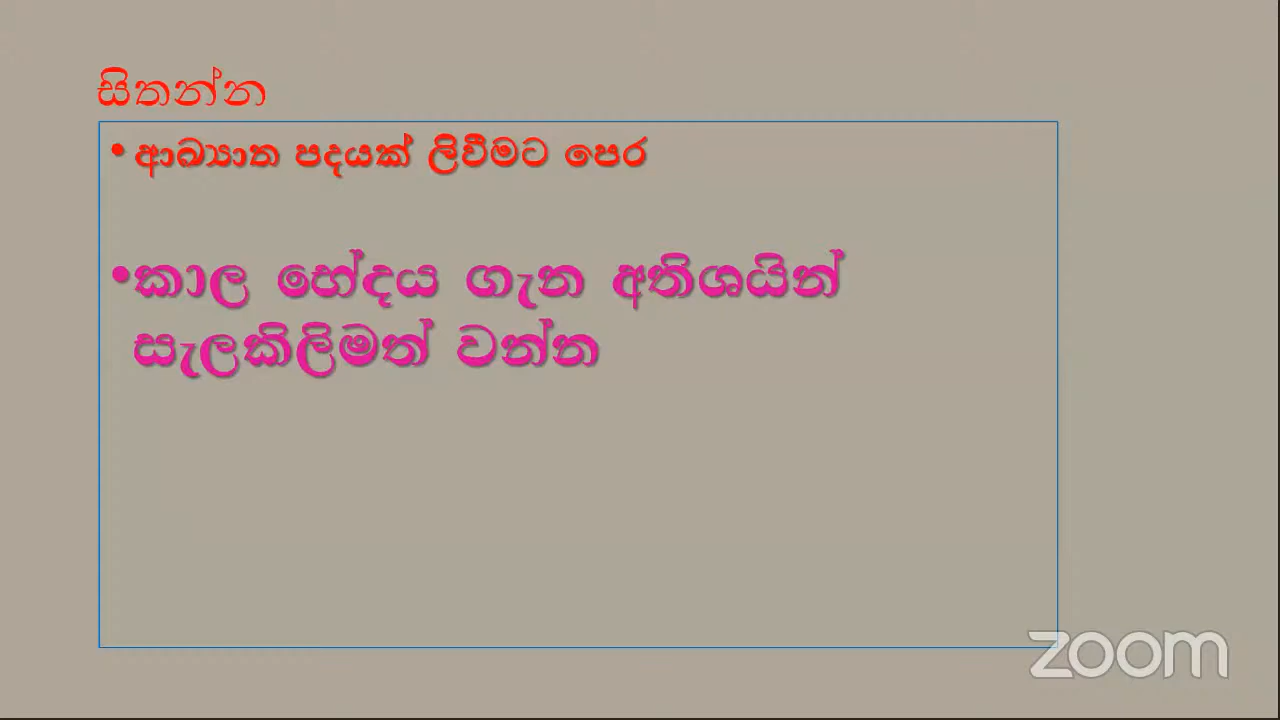 සිතන්න
• ආඛ්‍යාත පදයක් ලිවීමට පෙර
• කාල භේදය ගැන අතිශයින්
සැලකිලිමත් වන්න
zoom